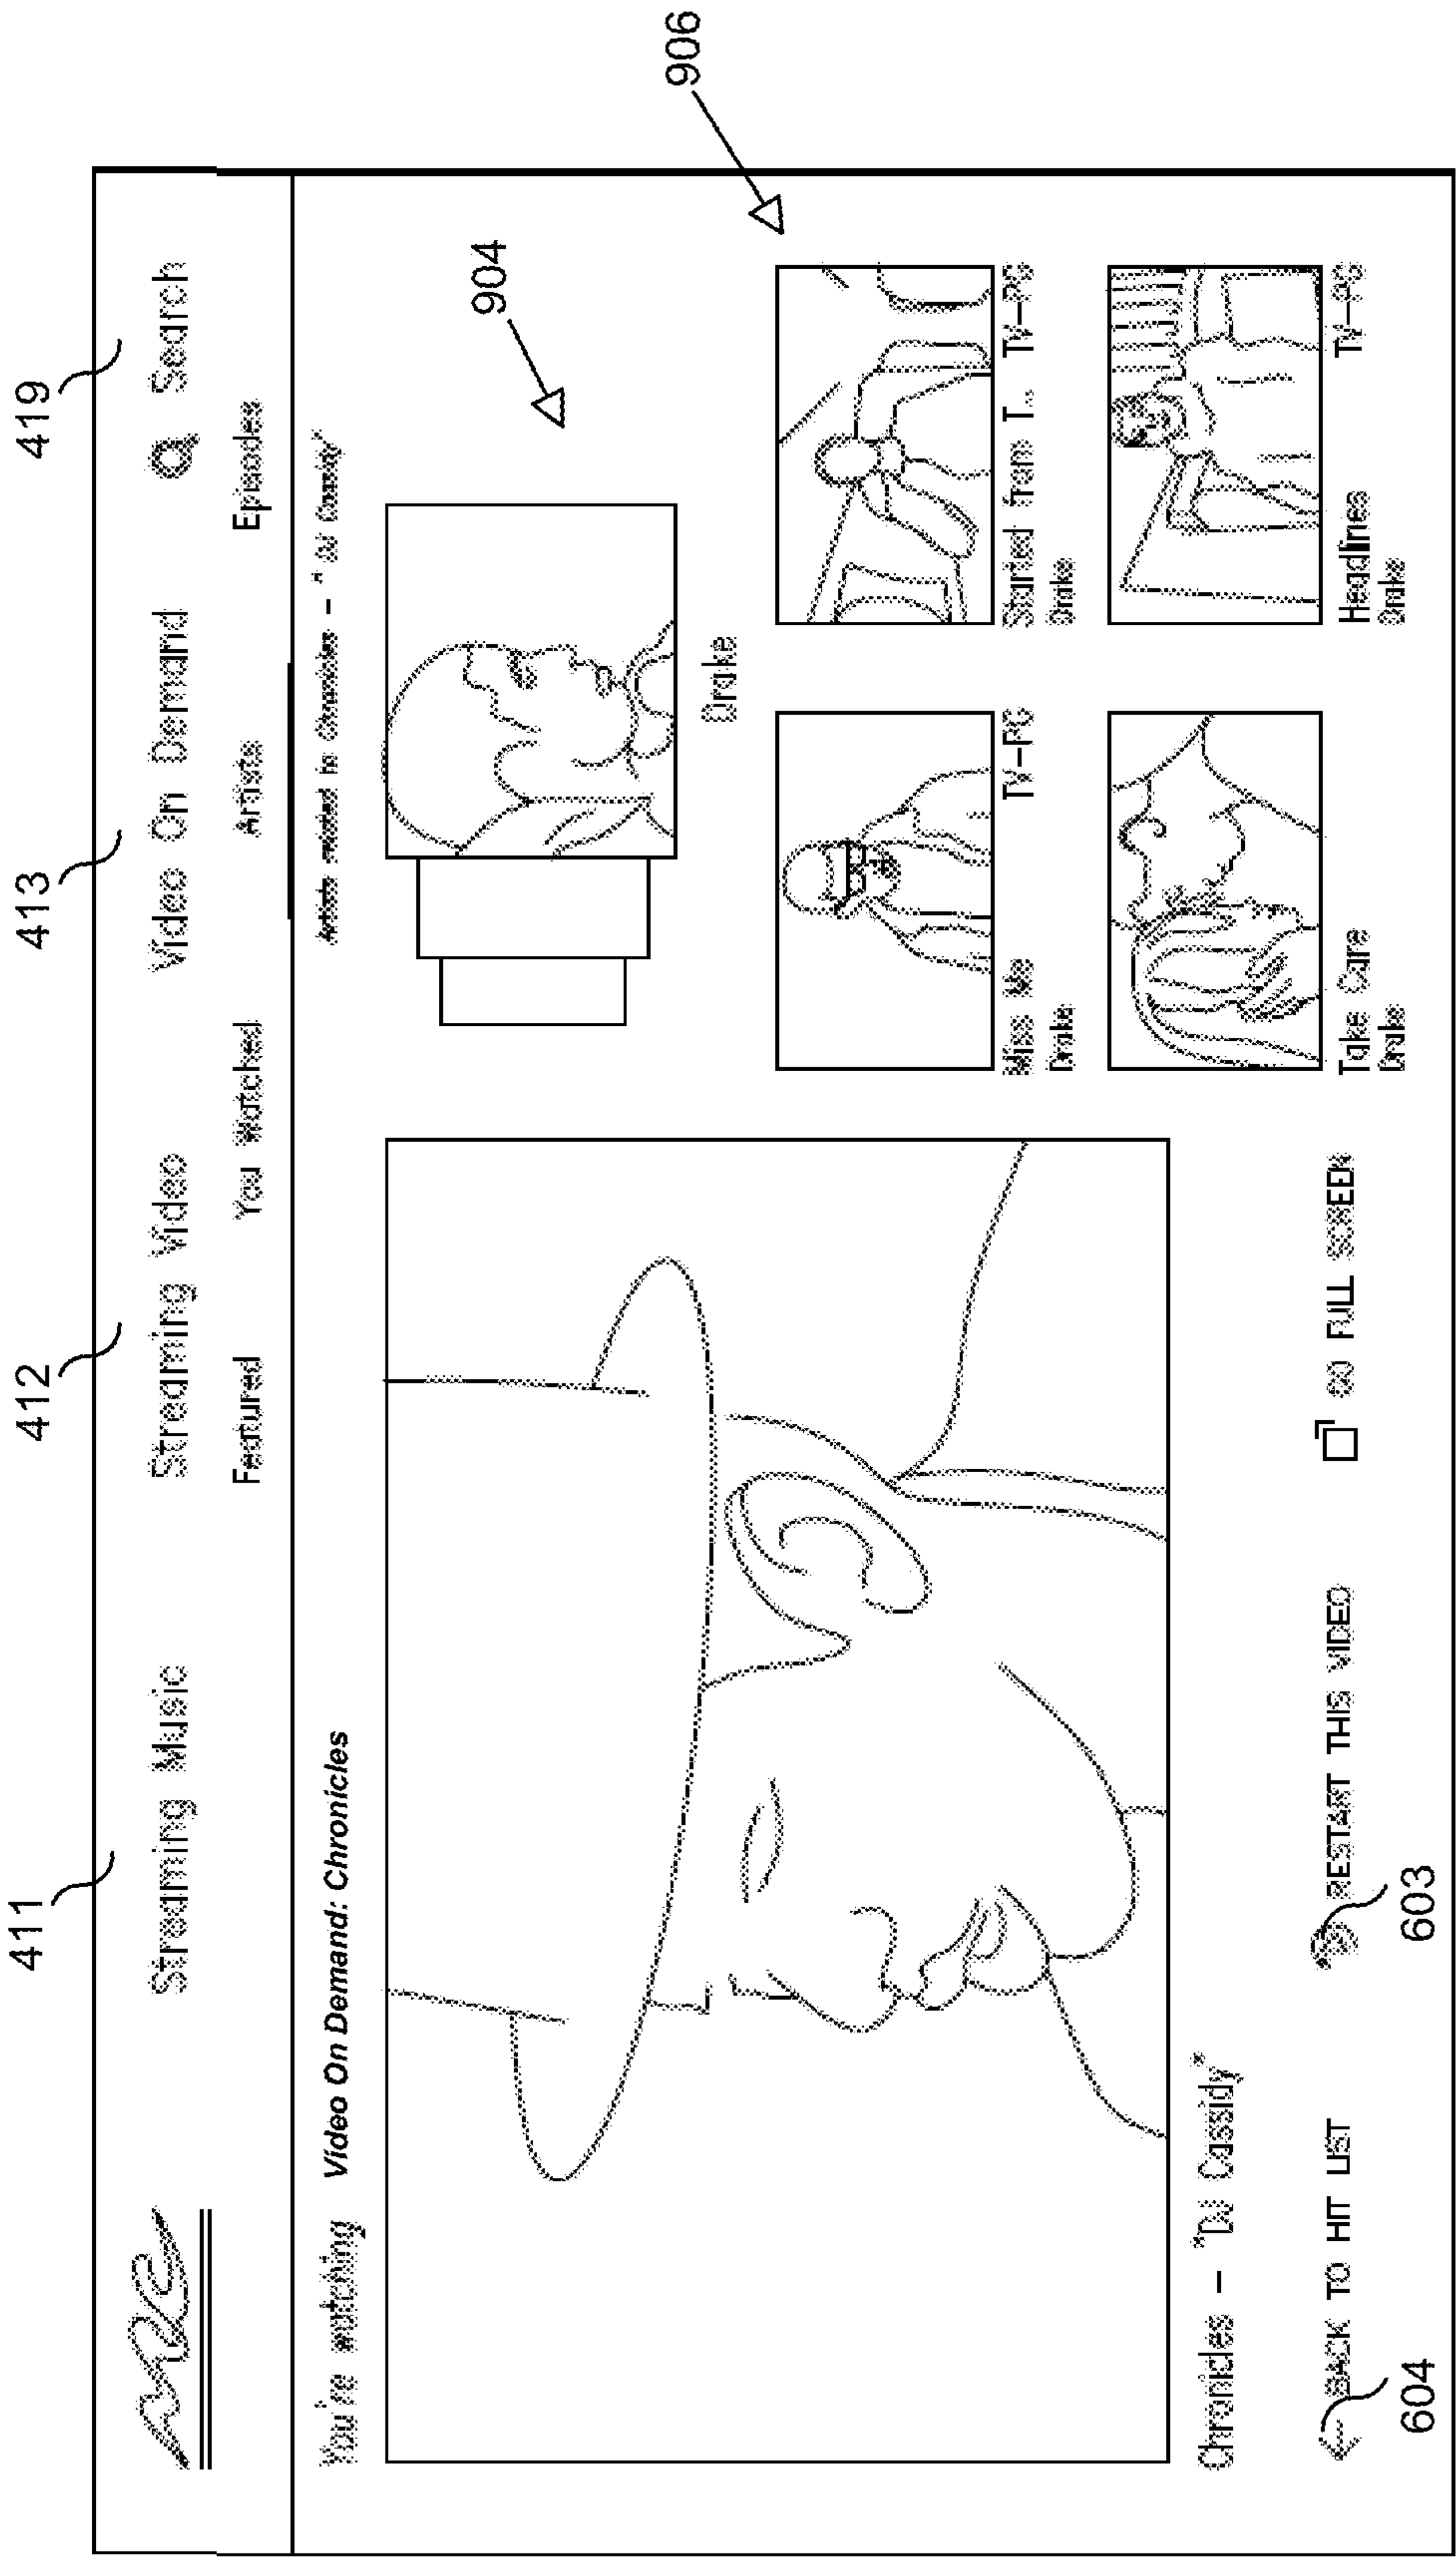 411
412
413
419
Streaming Music
Streaming Video
Video On Demand
Search
Featured
You Watched
Artists
Episodes
You're watching Video On Demand: Chronicles
Artists related to Chronicles - "DJ Cassidy"
904
Drake
906
Miss Me TV-PG
Drake
Started from T... TV-PG
Drake
Take Care
Drake
Headlines TV-PG
Drake
Chronicles - "DJ Cassidy"
BACK TO HIT LIST
RESTART THIS VIDEO
GO FULL SCREEN
604
603